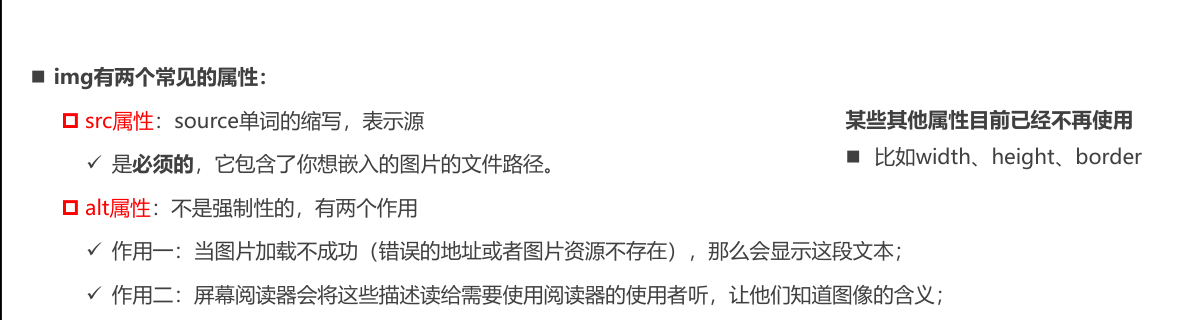 img有两个常见的属性：
src属性：source单词的缩写，表示源
是必须的，它包含了你想嵌入的图片的文件路径。
alt属性：不是强制性的，有两个作用
作用一：当图片加载不成功（错误的地址或者图片资源不存在），那么会显示这段文本；
作用二：屏幕阅读器会将这些描述读给需要使用阅读器的使用者听，让他们知道图像的含义；
某些其他属性目前已经不再使用
比如width、height、border